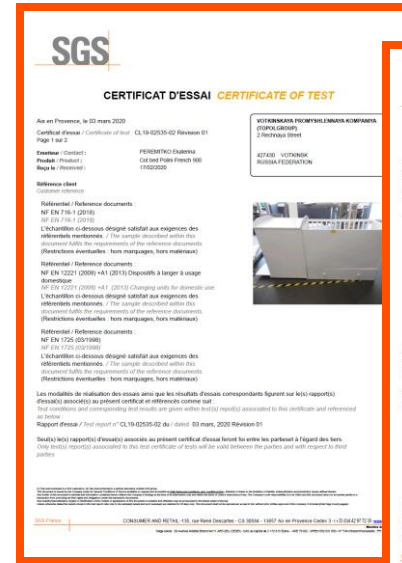 SGS
CERTIFICAT D'ESSAI CERTIFICATE OF TEST
Aix en Provence, le 03 mars 2020
Certificat d'essai / Certificate of test : CL19-02535-02 Révision 01
Page 1 sur 2
Emetteur / Contact : PEREMITKO Ekaterina
Produit / Product : Cot bed Polini French 900
Reçu le / Received : 17/02/2020
VOTKINSKAYA PROMYSHLENNAYA KOMPANIYA
(TOPOLGROUP)
2 Rechnaya Street
427430 VOTKINSK
RUSSIA FEDERATION
Référence client
Customer reference
Référentiel / Reference documents :
NF EN 716-1 (2018)
NF EN 716-1 (2018)
L'échantillon ci-dessous désigné satisfait aux exigences des
référentiels mentionnés. / The sample described within this
document fulfils the requirements of the reference documents.
(Restrictions éventuelles : hors marquages, hors matériaux)
Référentiel / Reference documents :
NF EN 12221 (2008) +A1 (2013) Dispositifs à langer à usage
domestique
NF EN 12221 (2008) +A1 (2013) Changing units for domestic use
L'échantillon ci-dessous désigné satisfait aux exigences des
référentiels mentionnés. / The sample described within this
document fulfils the requirements of the reference documents.
(Restrictions éventuelles : hors marquages, hors matériaux)
Référentiel / Reference documents :
NF EN 1725 (03/1998)
NF EN 1725 (03/1998)
L'échantillon ci-dessous désigné satisfait aux exigences des
référentiels mentionnés. / The sample described within this
document fulfils the requirements of the reference documents.
(Restrictions éventuelles : hors marquages, hors matériaux)
Les modalités de réalisation des essais ainsi que les résultats d'essais correspondants figurent sur le(s) rapport(s)
d'essai(s) associé(s) au présent certificat et référencés comme suit :
Test conditions and corresponding test results are given within test(s) report(s) associated to this certificate and referenced
as below :
Rapport d'essai / Test report n° CL19-02535-02 du / dated 03 mars, 2020 Révision 01
Seul(s) le(s) rapport(s) d'essai(s) associés au présent certificat d'essai feront foi entre les parties et à l'égard des tiers.
Only test(s) report(s) associated to this test certificate of tests will be valid between the parties and with respect to third
parties
SGS France CONSUMER AND RETAIL